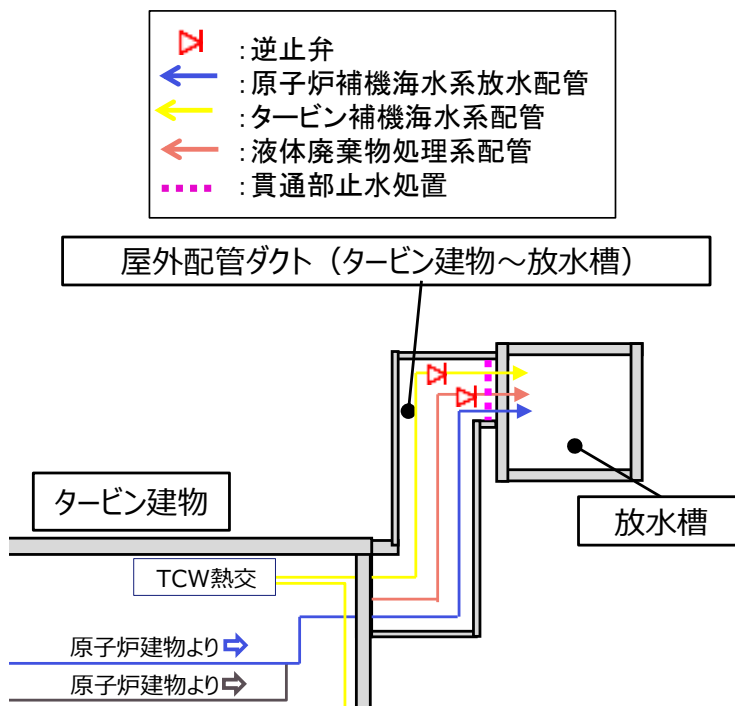 :逆止弁
:原子炉補機海水系放水配管
:タービン補機海水系配管
:液体廃棄物処理系配管
:貫通部止水処置
屋外配管ダクト（タービン建物～放水槽）
タービン建物
放水槽
TCW熱交
原子炉建物より
原子炉建物より